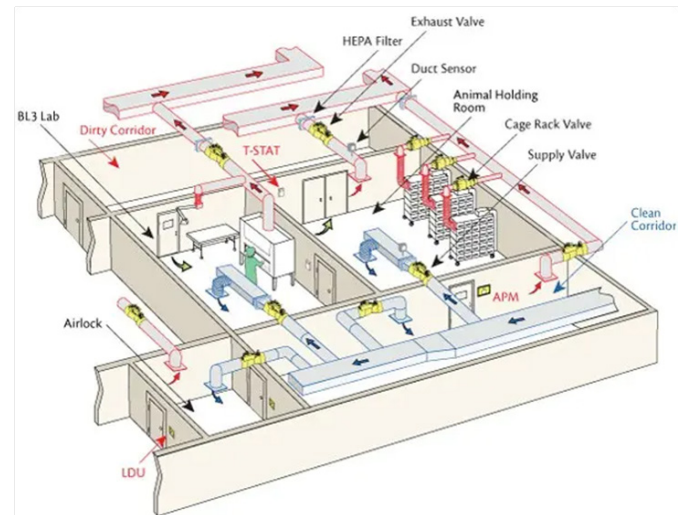 Exhaust Valve
HEPA Filter
Duct Sensor
Animal Holding
Room
BL3 Lab
Dirty Corridor
T-STAT
Cage Rack Valve
Supply Valve
Clean
Corridor
APM
Airlock
LDU